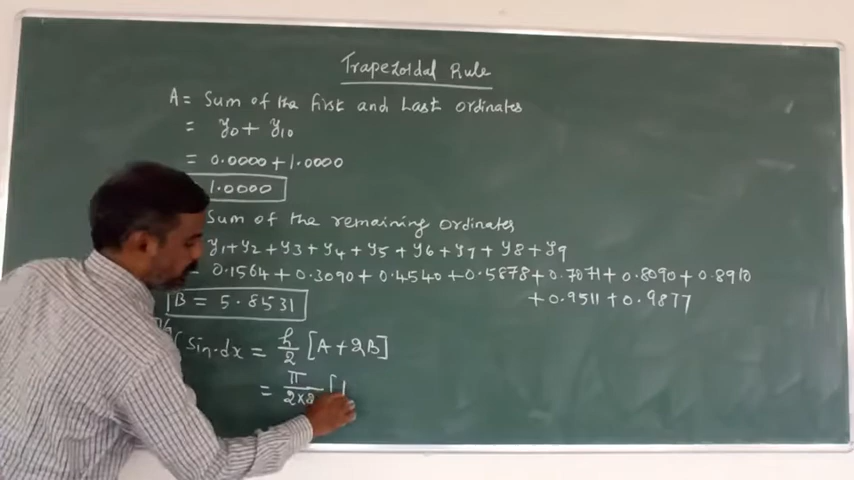 Trapezoidal Rule
A = Sum of the first and Last ordinates
= y0 + y10
= 0.0000 + 1.0000
1.0000
Sum of the remaining ordinates
y1 + y2 + y3 + y4 + y5 + y6 + y7 + y8 + y9
= 0.1564 + 0.3090 + 0.4540 + 0.5878 + 0.7071 + 0.8090 + 0.8910
+ 0.9511 + 0.9877
B = 5.8531
∫ Sin.dx = h/2 [A + 2B]
= π/2×2 [1